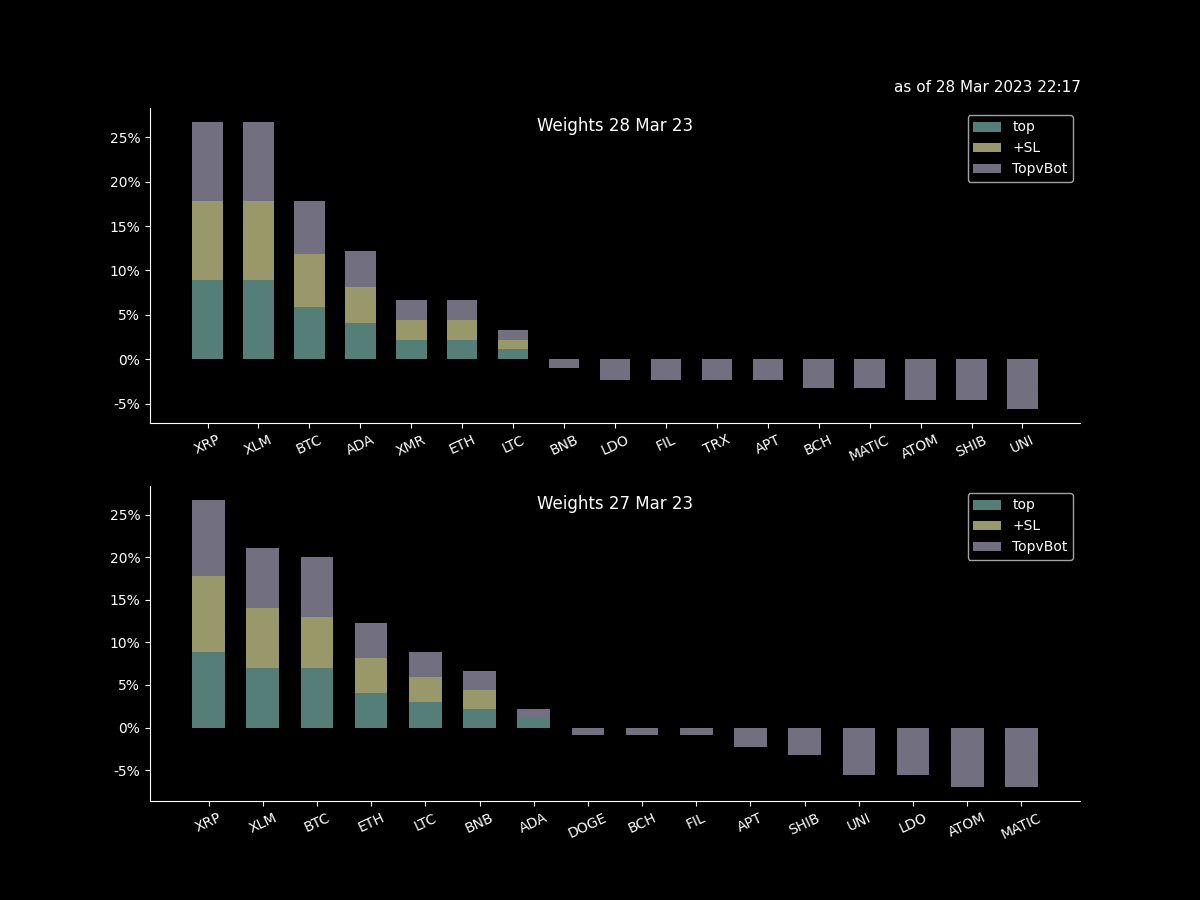 as of 28 Mar 2023 22:17
Weights 28 Mar 23
top
+SL
TopvBot
25%
20%
15%
10%
5%
0%
-5%
XRP XLM BTC ADA XMR ETH LTC BNB LDO FIL TRX APT BCH MATIC ATOM SHIB UNI
Weights 27 Mar 23
top
+SL
TopvBot
25%
20%
15%
10%
5%
0%
-5%
XRP XLM BTC ETH LTC BNB ADA DOGE BCH FIL APT SHIB UNI LDO ATOM MATIC